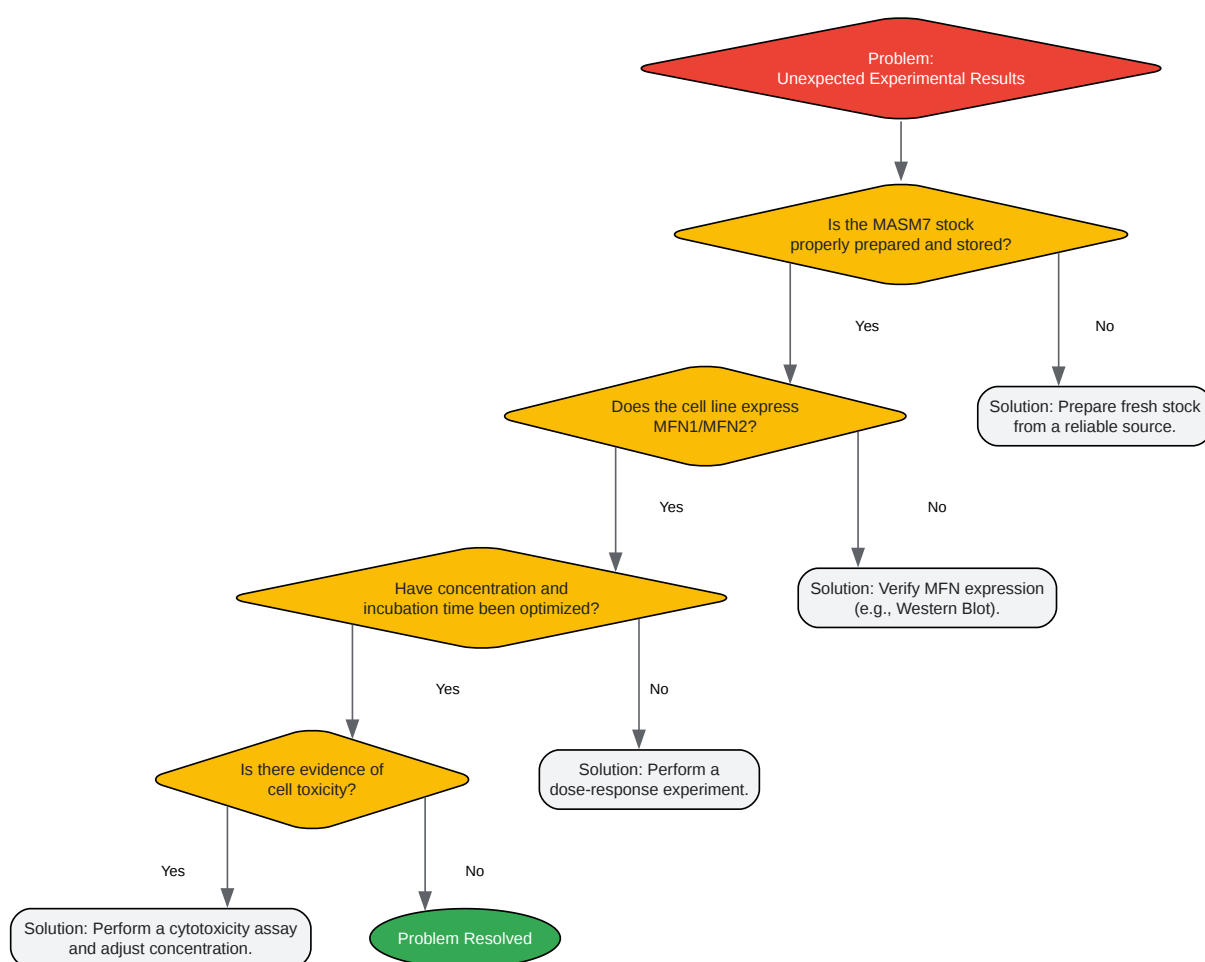 Problem:
Unexpected Experimental Results
Is the MASM7 stock
properly prepared and stored?
Yes
No
Does the cell line express
MFN1/MFN2?
Solution: Prepare fresh stock
from a reliable source.
Yes
No
Have concentration and
incubation time been optimized?
Solution: Verify MFN expression
(e.g., Western Blot).
Yes
No
Is there evidence of
cell toxicity?
Solution: Perform a
dose-response experiment.
Yes
No
Solution: Perform a cytotoxicity assay
and adjust concentration.
Problem Resolved